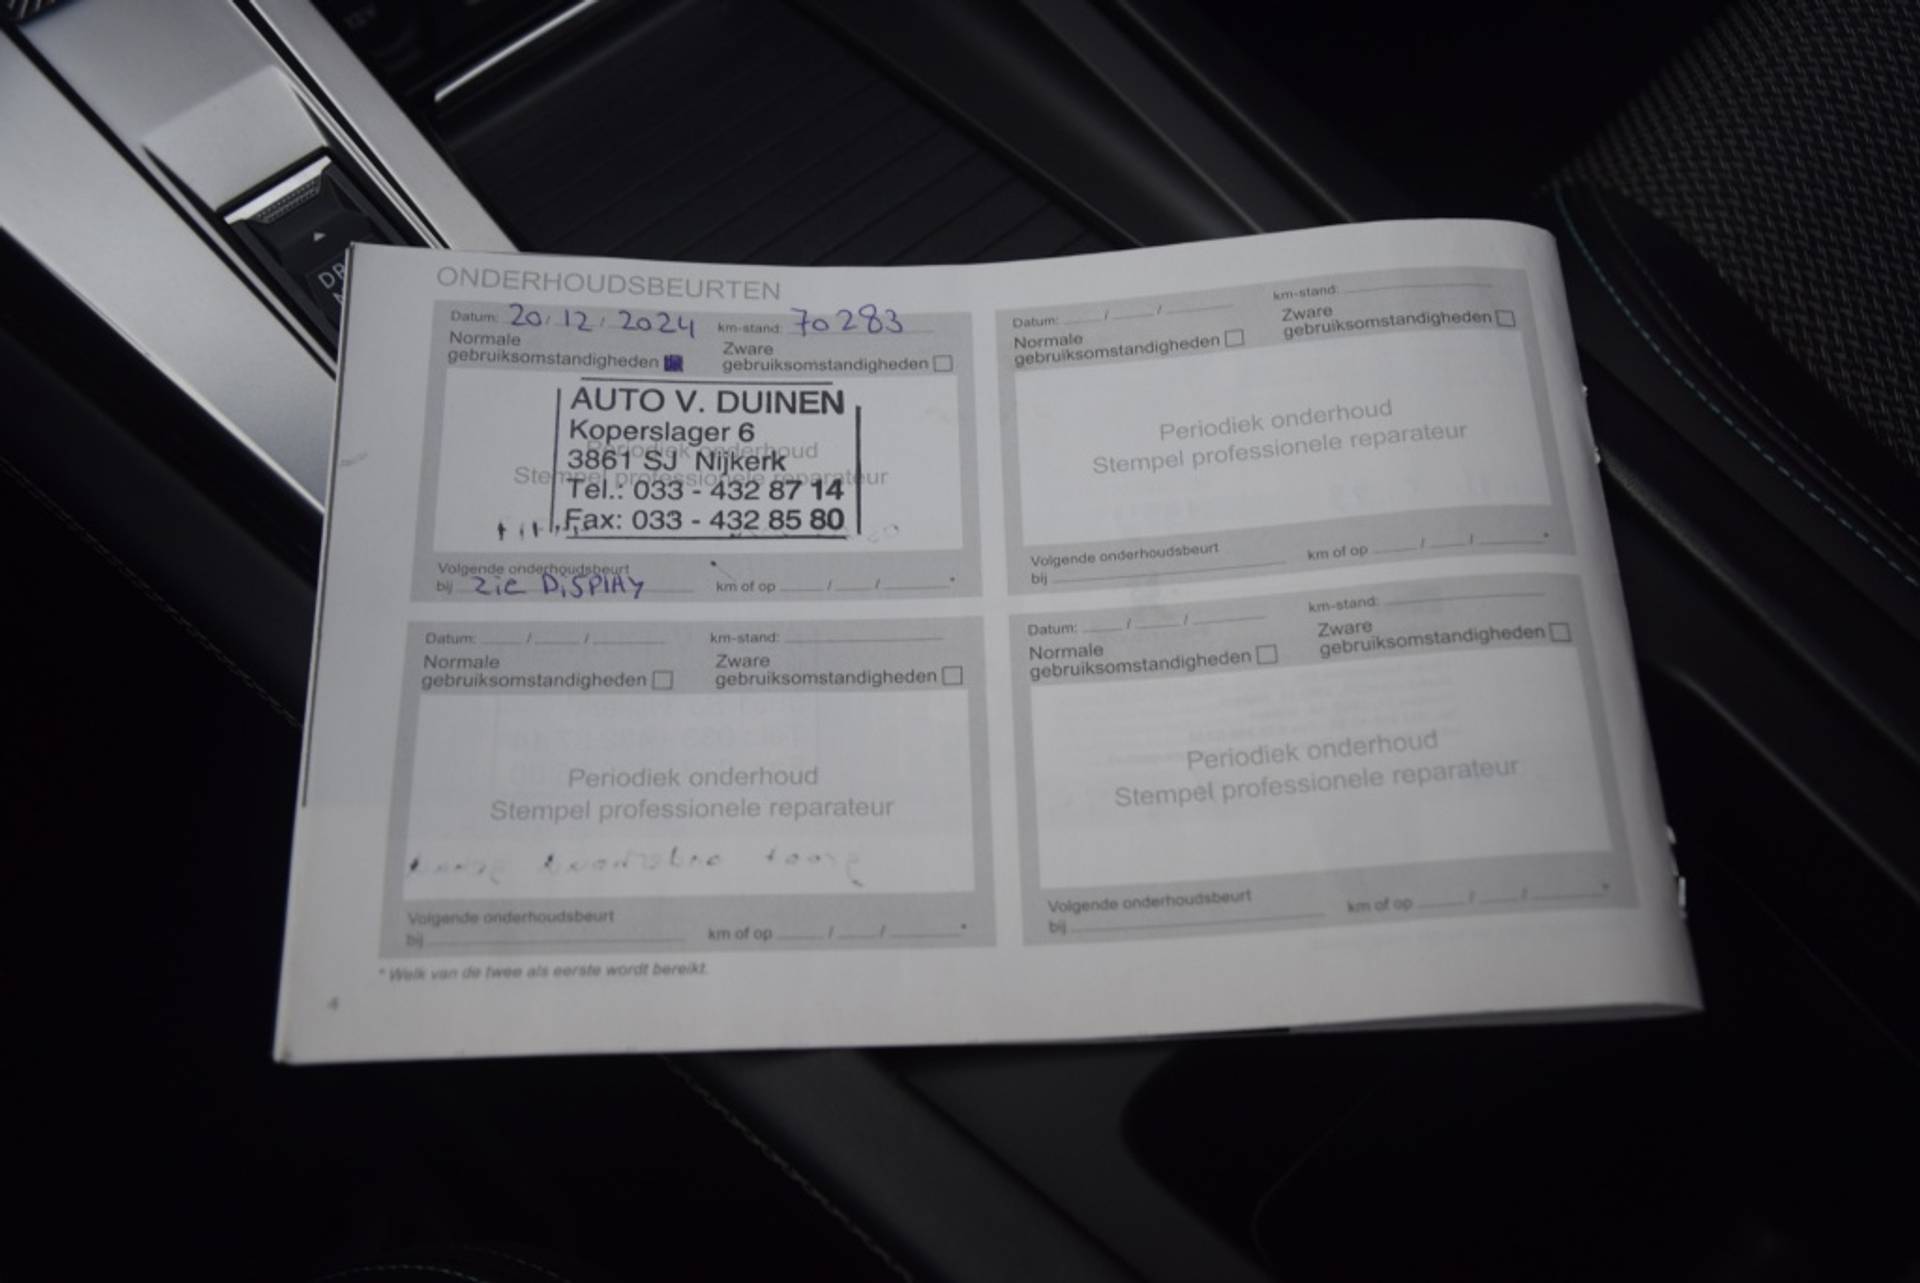 ONDERHOUDSBEURTEN
Datum: 20/12/2024 km-stand: 70283
Normale
gebruiksomstandigheden
Zware
gebruiksomstandigheden
Periodiek onderhoud
Stempel professionele reparateur
AUTO V. DUINEN
Koperslager 6
3861 SJ Nijkerk
Tel.: 033 - 432 87 14
Fax: 033 - 432 85 80
Volgende onderhoudsbeurt
bij zie DISPLAY km of op / / *
Datum: / / km-stand:
Normale
gebruiksomstandigheden
Zware
gebruiksomstandigheden
Periodiek onderhoud
Stempel professionele reparateur
Volgende onderhoudsbeurt
bij km of op / / *
* Welk van de twee als eerste wordt bereikt.
4
Datum: / / km-stand:
Normale
gebruiksomstandigheden
Zware
gebruiksomstandigheden
Periodiek onderhoud
Stempel professionele reparateur
Volgende onderhoudsbeurt
bij km of op / / *
Datum: / / km-stand:
Normale
gebruiksomstandigheden
Zware
gebruiksomstandigheden
Periodiek onderhoud
Stempel professionele reparateur
Volgende onderhoudsbeurt
bij km of op / / *